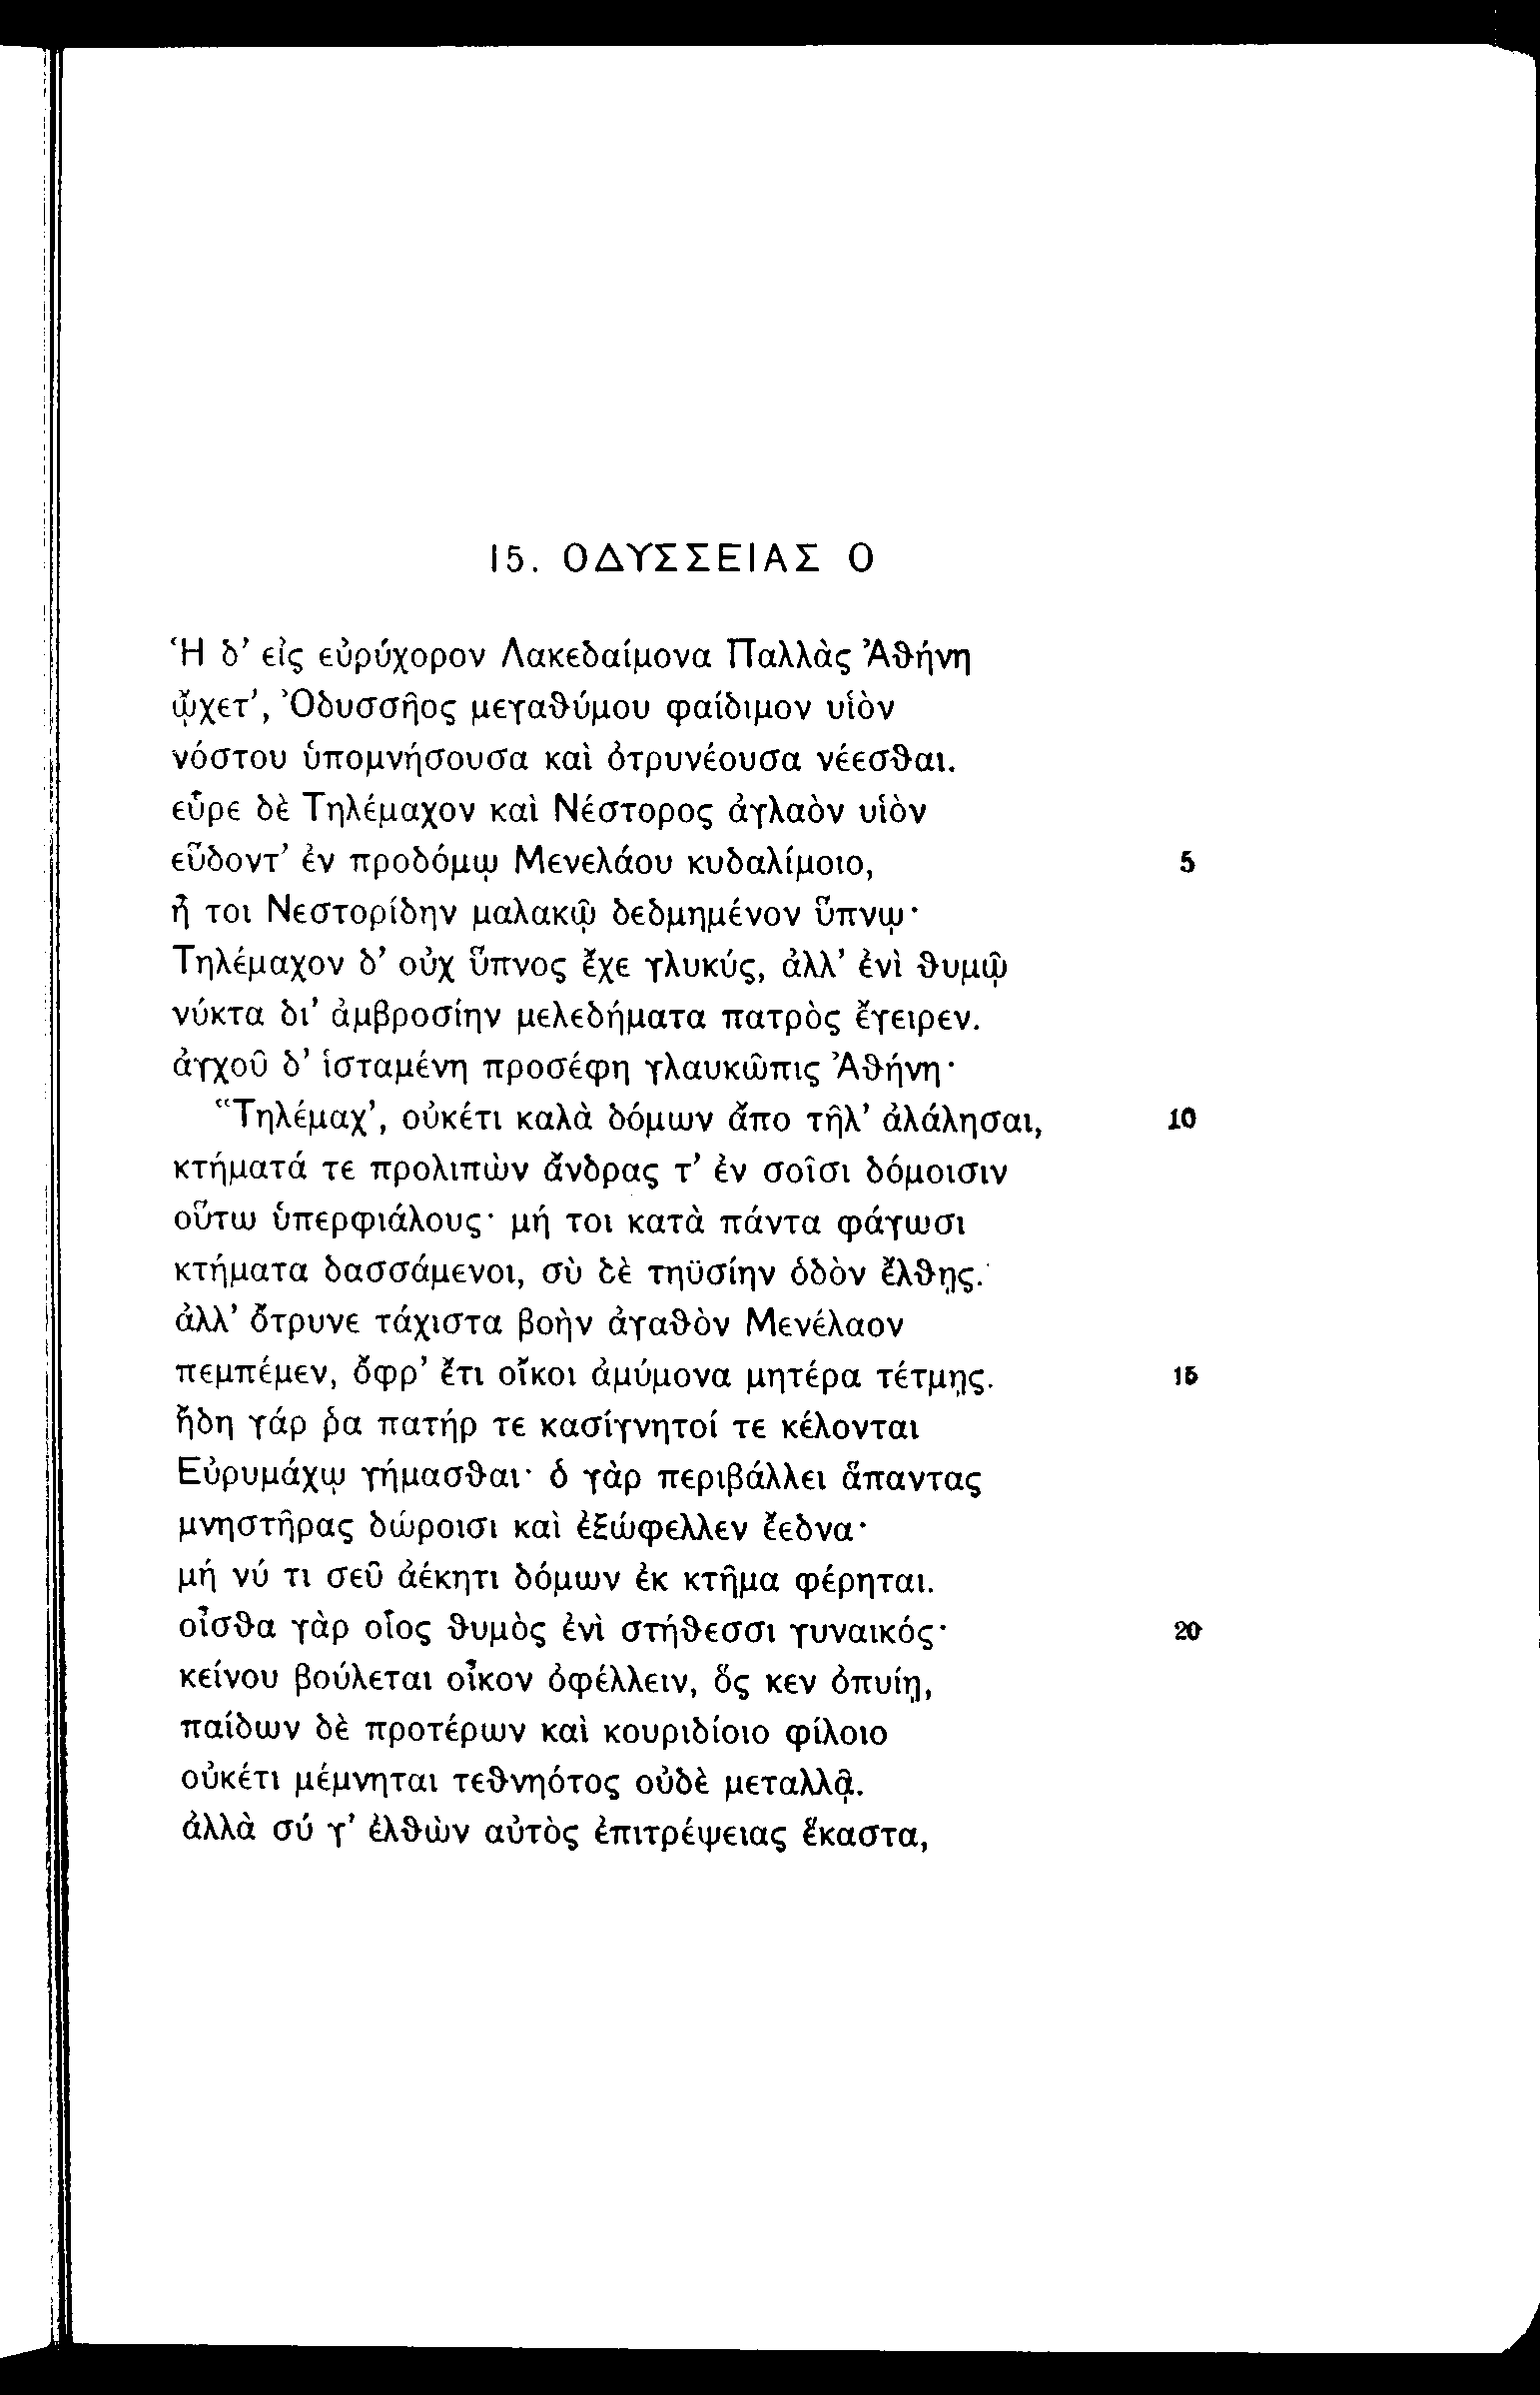 15. ΟΔΥΣΣΕΙΑΣ Ο
Ἡ δ’ εἰς εὐρύχορον Λακεδαίμονα Παλλὰς Ἀϑήνη
ᾤχετ’, Ὀδυσσῆος μεγαϑύμου φαίδιμον υἱὸν
νόστου ὑπομνήσουσα καὶ ὀτρυνέουσα νέεσϑαι.
εὗρε δὲ Τηλέμαχον καὶ Νέστορος ἀγλαὸν υἱὸν
εὕδοντ’ ἐν προδόμῳ Μενελάου κυδαλίμοιο, 5
ἦ τοι Νεστορίδην μαλακῷ δεδμημένον ὕπνῳ·
Τηλέμαχον δ’ οὐχ ὕπνος ἔχε γλυκύς, ἀλλ’ ἐνὶ ϑυμῷ
νύκτα δι’ ἀμβροσίην μελεδήματα πατρὸς ἔγειρεν.
ἀγχοῦ δ’ ἱσταμένη προσέφη γλαυκῶπις Ἀϑήνη·
“Τηλέμαχ’, οὐκέτι καλὰ δόμων ἄπο τῆλ’ ἀλάλησαι, 10
κτήματά τε προλιπὼν ἄνδρας τ’ ἐν σοῖσι δόμοισιν
οὕτω ὑπερφιάλους· μή τοι κατὰ πάντα φάγωσι
κτήματα δασσάμενοι, σὺ δὲ τηϋσίην ὁδὸν ἔλϑῃς.
ἀλλ’ ὄτρυνε τάχιστα βοὴν ἀγαϑὸν Μενέλαον
πεμπέμεν, ὄφρ’ ἔτι οἴκοι ἀμύμονα μητέρα τέτμῃς. 15
ἤδη γάρ ῥα πατήρ τε κασίγνητοί τε κέλονται
Εὐρυμάχῳ γήμασϑαι· ὁ γὰρ περιβάλλει ἅπαντας
μνηστῆρας δώροισι καὶ ἐξώφελλεν ἔεδνα·
μή νύ τι σεῦ ἀέκητι δόμων ἐκ κτῆμα φέρηται.
οἶσϑα γὰρ οἷος ϑυμὸς ἐνὶ στήϑεσσι γυναικός· 20
κείνου βούλεται οἶκον ὀφέλλειν, ὅς κεν ὀπυίῃ,
παίδων δὲ προτέρων καὶ κουριδίοιο φίλοιο
οὐκέτι μέμνηται τεϑνηότος οὐδὲ μεταλλᾷ.
ἀλλὰ σύ γ’ ἐλϑὼν αὐτὸς ἐπιτρέψειας ἕκαστα,